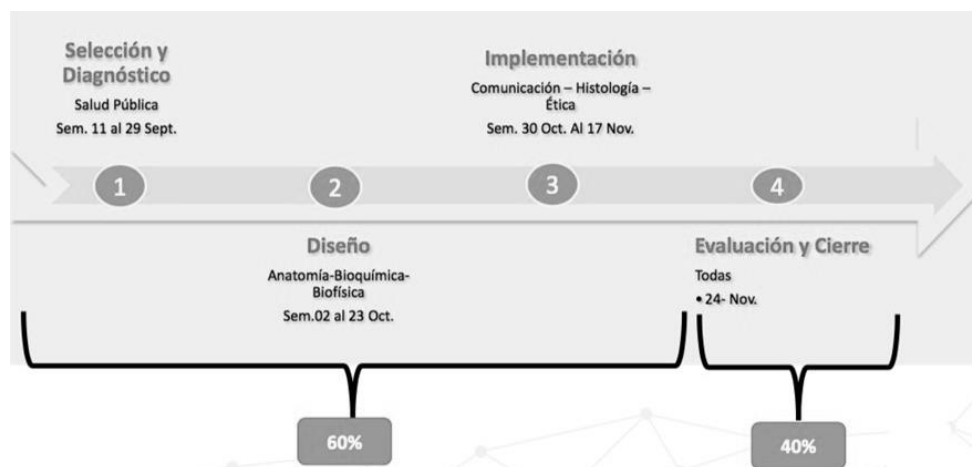 Selección y
Diagnóstico
Salud Pública
Sem. 11 al 29 Sept.
Implementación
Comunicación – Histología –
Ética
Sem. 30 Oct. Al 17 Nov.
1
2
3
4
Diseño
Anatomía-Bioquímica-
Biofísica
Sem.02 al 23 Oct.
Evaluación y Cierre
Todas
• 24- Nov.
60%
40%